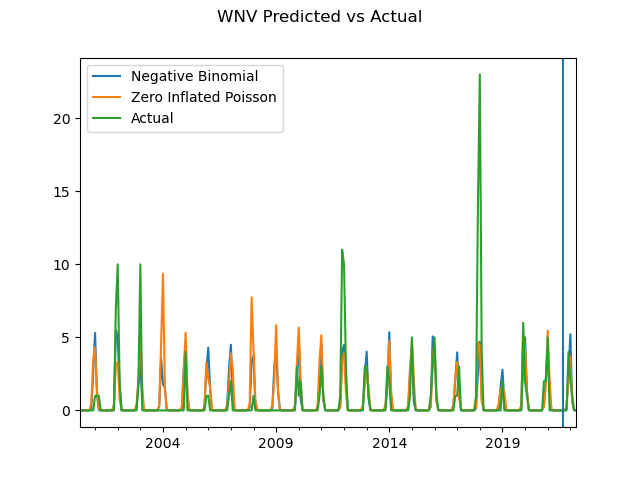 WNV Predicted vs Actual
Negative Binomial
Zero Inflated Poisson
Actual
20
15
10
5
0
2004 2009 2014 2019